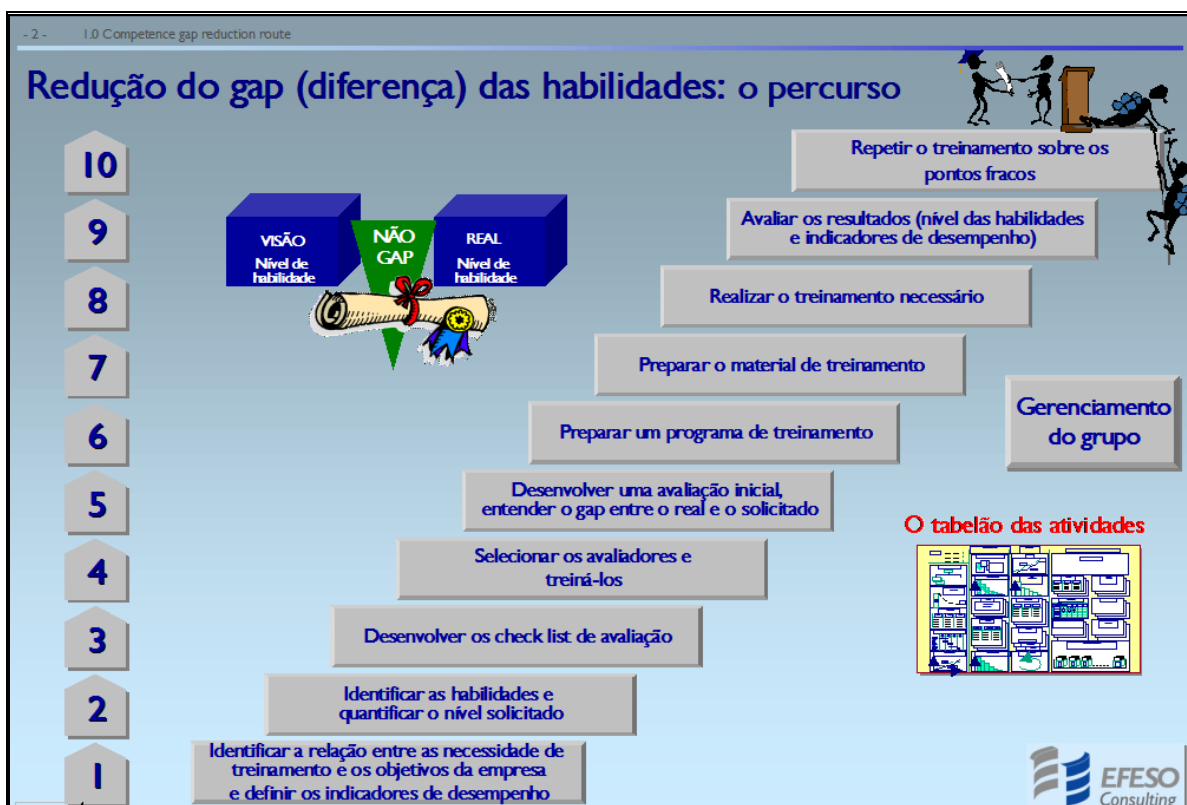 - 2 -
1.0 Competence gap reduction route
Redução do gap (diferença) das habilidades: o percurso
10
Repetir o treinamento sobre os
pontos fracos
9
Avaliar os resultados (nível das habilidades
e indicadores de desempenho)
VISÃO
Nível de
habilidade
NÃO
GAP
REAL
Nível de
habilidade
8
Realizar o treinamento necessário
7
Preparar o material de treinamento
Gerenciamento
do grupo
6
Preparar um programa de treinamento
5
Desenvolver uma avaliação inicial,
entender o gap entre o real e o solicitado
O tabelão das atividades
4
Selecionar os avaliadores e
treiná-los
3
Desenvolver os check list de avaliação
2
Identificar as habilidades e
quantificar o nível solicitado
1
Identificar a relação entre as necessidade de
treinamento e os objetivos da empresa
e definir os indicadores de desempenho
EFESO
Consulting